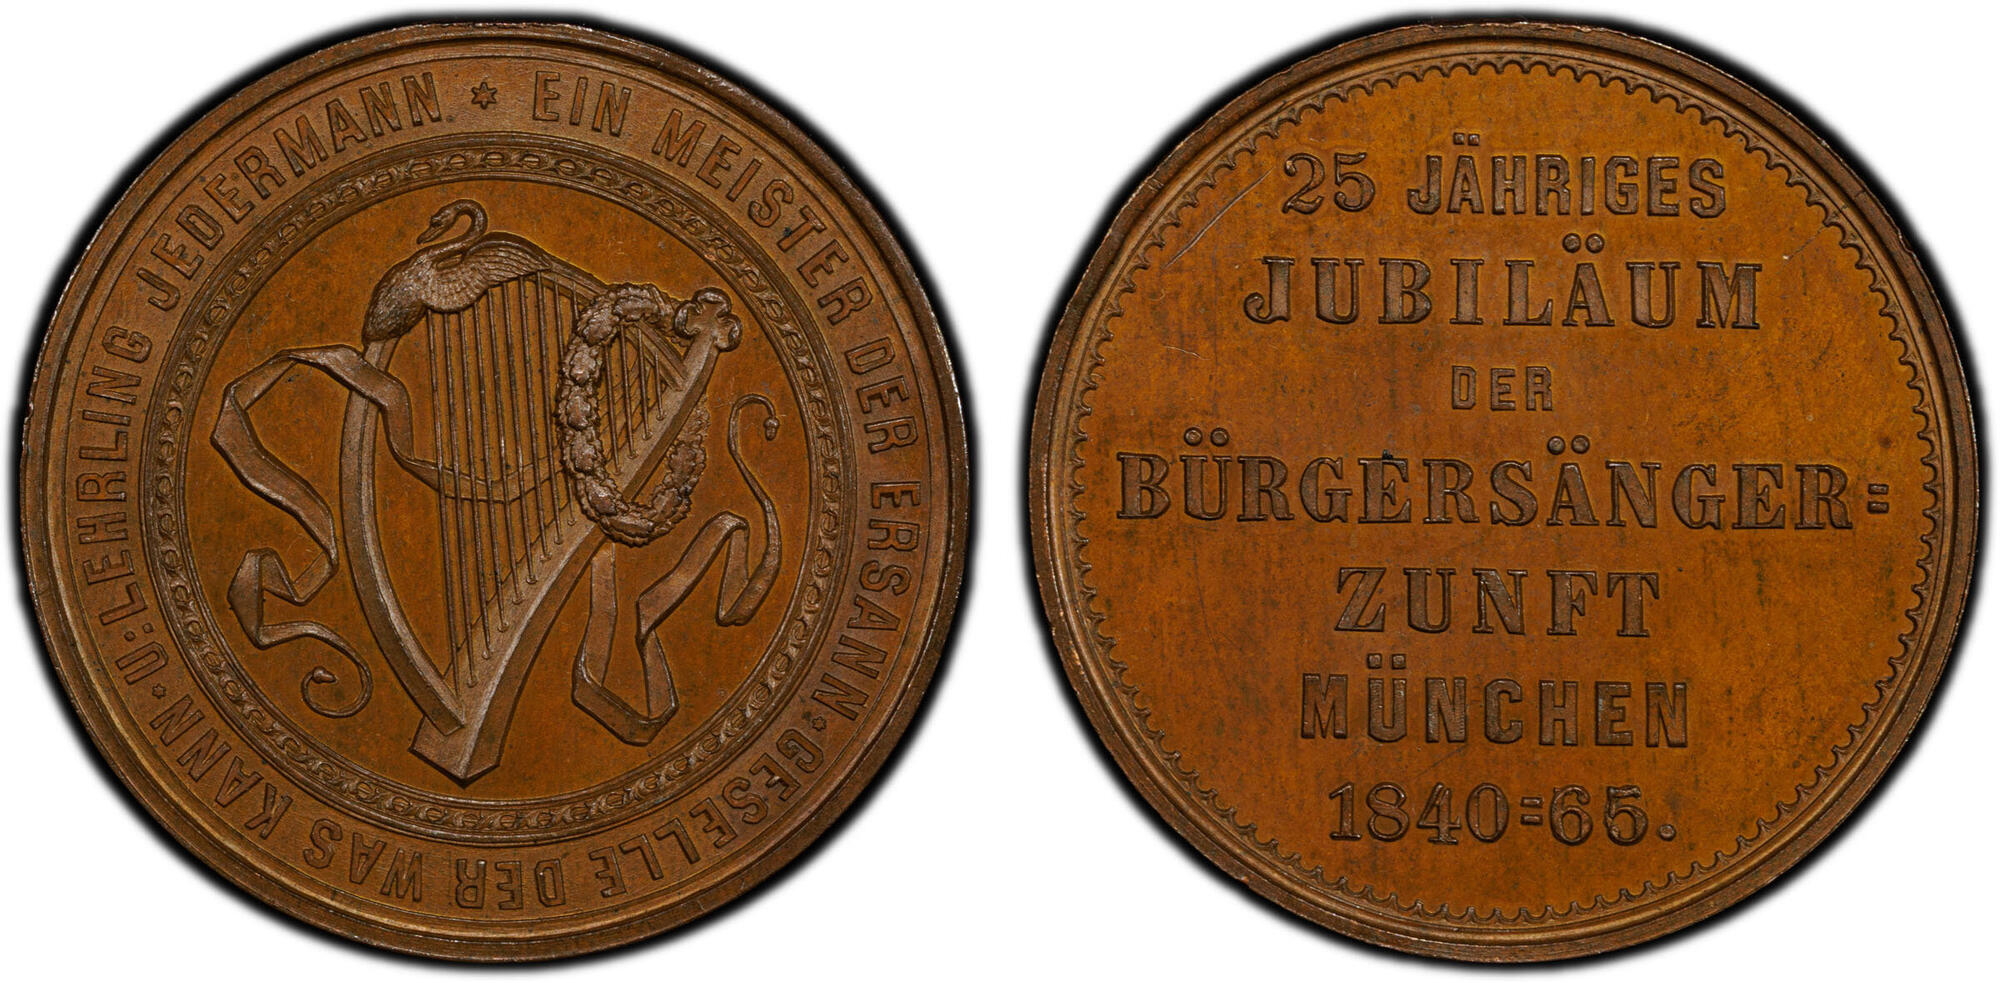 EIN MEISTER DER ERSANN · GESELLE DER WAS KANN · U: LEHRLING JEDERMANN. *
25 JÄHRIGES
JUBILÄUM
DER
BÜRGERSÄNGER=
ZUNFT
MÜNCHEN
1840=65.